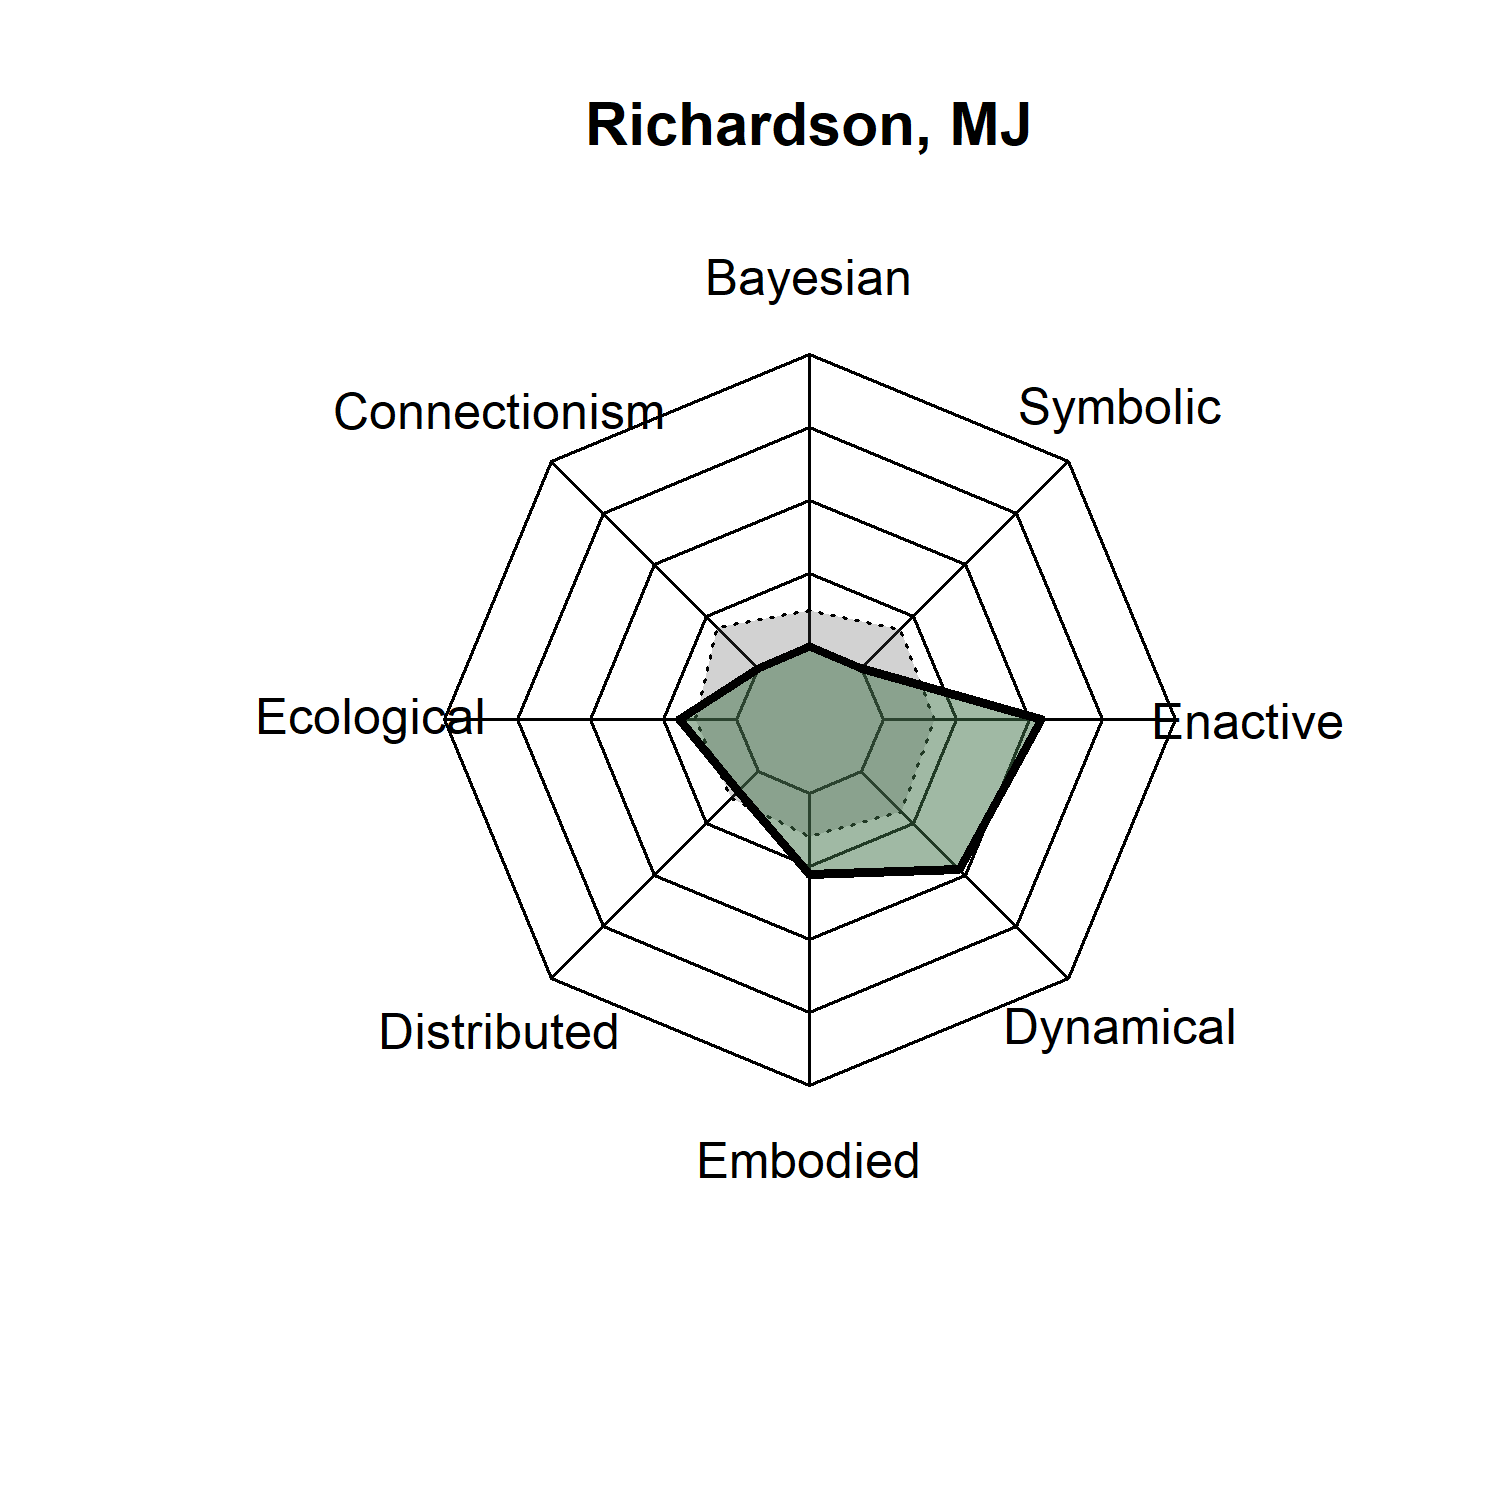 Richardson, MJ
Bayesian
Connectionism
Symbolic
Ecological
Enactive
Distributed
Dynamical
Embodied